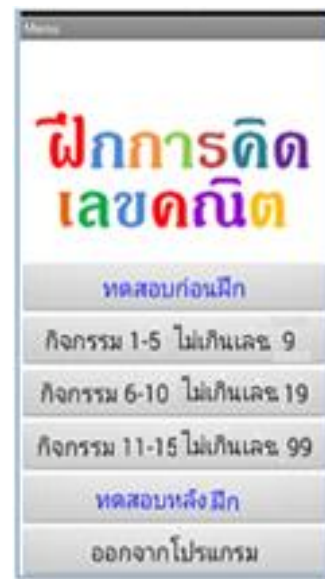 Menu
ฝึกการคิด
เลขคณิต
ทดสอบก่อนฝึก
กิจกรรม 1-5 ไม่เกินเลข 9
กิจกรรม 6-10 ไม่เกินเลข 19
กิจกรรม 11-15 ไม่เกินเลข 99
ทดสอบหลังฝึก
ออกจากโปรแกรม